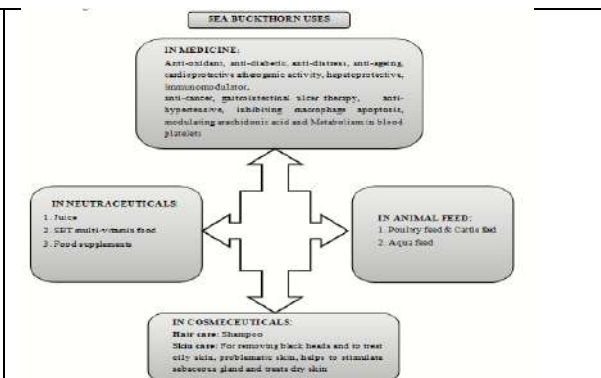 SEA BUCKTHORN USES
IN MEDICINE:
Anti-oxidant, anti-diabetic, anti-distress, anti-ageing,
cardioprotective atherogenic activity, hepatoprotective,
immunomodulator,
anti-cancer, gastrointestinal ulcer therapy, anti-
hypertensive, inhibiting macrophage apoptosis,
modulating arachidonic acid and Metabolism in blood
platelets
IN NEUTRACEUTICALS:
1. Juice
2. SBT multi-vitamin food
3. Food supplements
IN ANIMAL FEED:
1. Poultry feed & Cattle fed
2. Aqua feed
IN COSMECEUTICALS:
Hair care: Shampoo
Skin care: For removing black heads and to treat
oily skin, problematic skin, helps to stimulate
sebaceous gland and treats dry skin